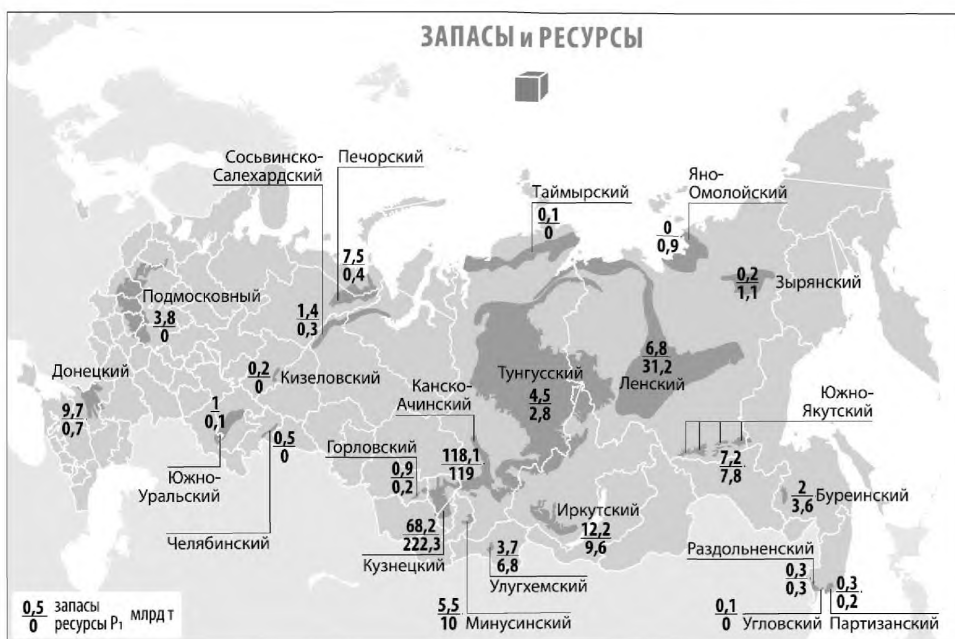 ЗАПАСЫ и РЕСУРСЫ
Сосьвинско-
Салехардский
1,4
0,3
Печорский
7,5
0,4
Таймырский
0,1
0
Яно-
Омолойский
0
0,9
Зырянский
0,2
1,1
Подмосковный
3,8
0
Донецкий
9,7
0,7
Кизеловский
0,2
0
Южно-
Уральский
1
0,1
Челябинский
0,5
0
Горловский
0,9
0,2
Канско-
Ачинский
118,1
119
Тунгусский
4,5
2,8
6,8
31,2
Ленский
Южно-
Якутский
7,2
7,8
2
3,6
Буреинский
68,2
222,3
Кузнецкий
3,7
6,8
Улугхемский
Иркутский
12,2
9,6
Раздольненский
0,3
0,3
5,5
10
Минусинский
0,1
0
Угловский
0,3
0,2
Партизанский
0,5 запасы
0 ресурсы P₁
млрд т